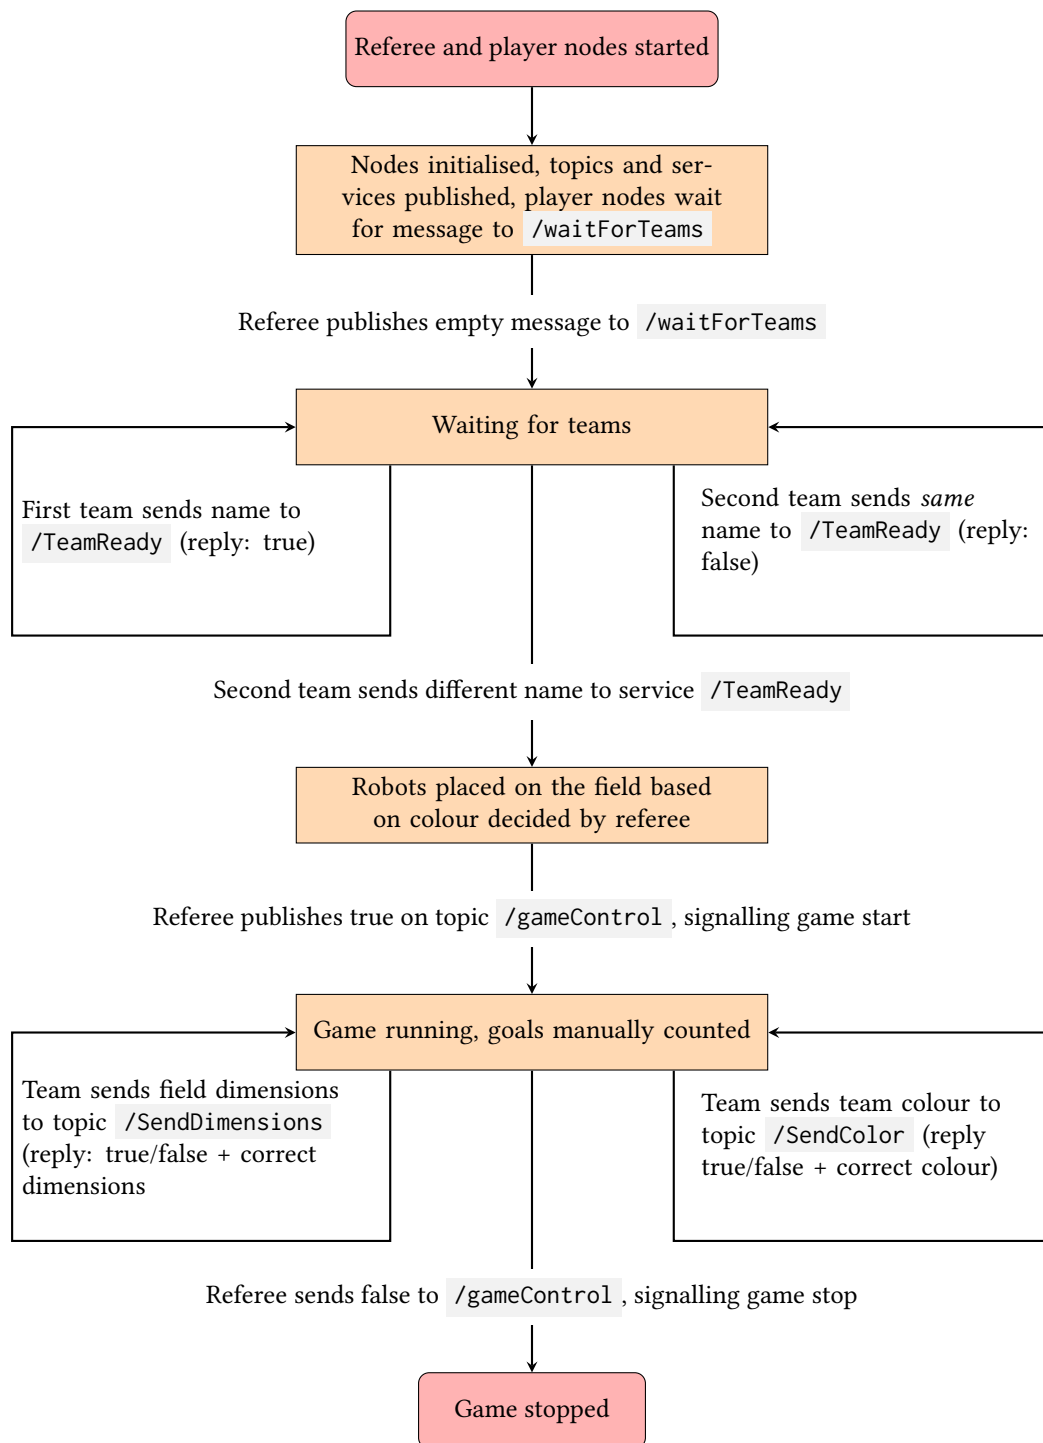 Referee and player nodes started
Nodes initialised, topics and ser-
vices published, player nodes wait
for message to /waitForTeams
Referee publishes empty message to /waitForTeams
Waiting for teams
First team sends name to
/TeamReady (reply: true)
Second team sends same
name to /TeamReady (reply:
false)
Second team sends different name to service /TeamReady
Robots placed on the field based
on colour decided by referee
Referee publishes true on topic /gameControl, signalling game start
Game running, goals manually counted
Team sends field dimensions
to topic /SendDimensions
(reply: true/false + correct
dimensions
Team sends team colour to
topic /SendColor (reply
true/false + correct colour)
Referee sends false to /gameControl, signalling game stop
Game stopped